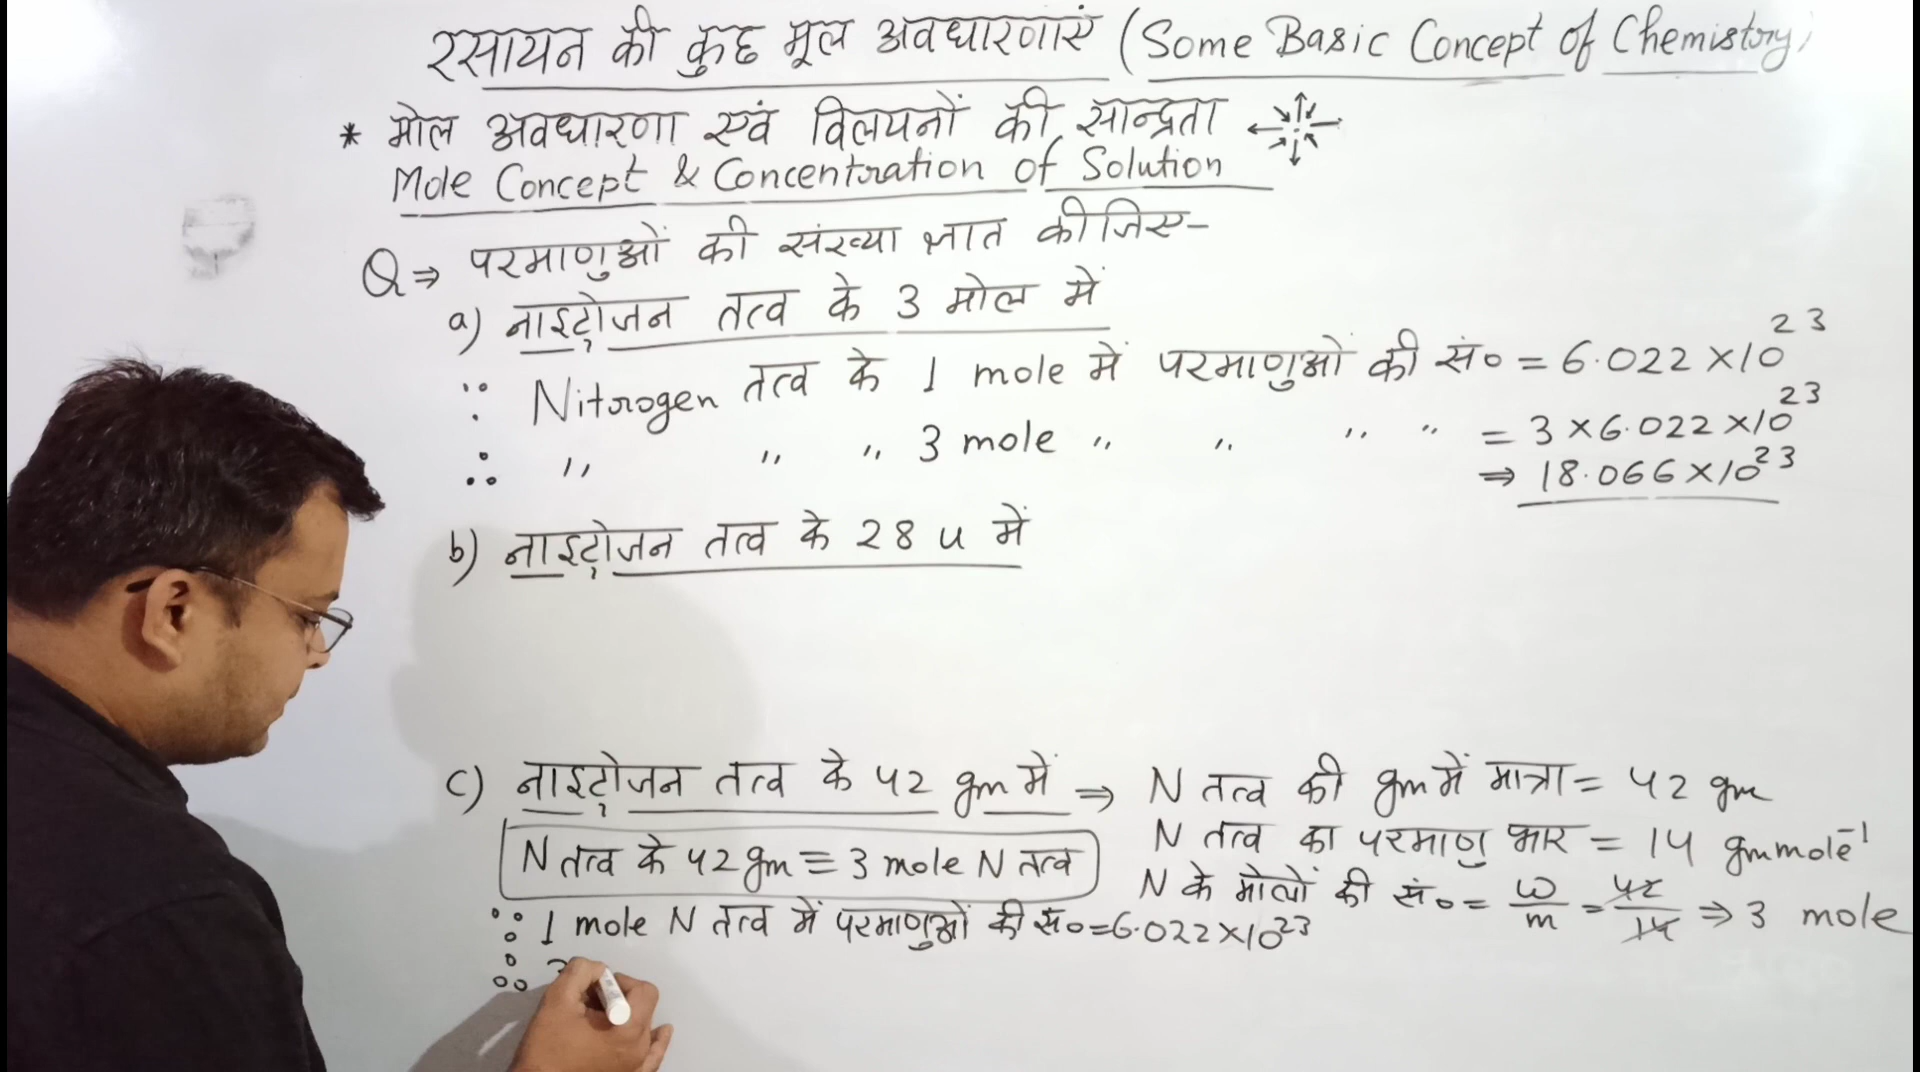 रसायन की कुछ मूल अवधारणाएं (Some Basic Concept of Chemistry)
* मोल अवधारणा एवं विलयनों की सान्द्रता
Mole Concept & Concentration of Solution
Q⇒ परमाणुओं की संख्या ज्ञात कीजिए-
a) नाइट्रोजन तत्व के 3 मोल में
∵ Nitrogen तत्व के 1 mole में परमाणुओं की सं० = 6.022 × 10²³
∴ " " " 3 mole " " " " = 3 × 6.022 × 10²³
⇒ 18.066 × 10²³
b) नाइट्रोजन तत्व के 28 u में
c) नाइट्रोजन तत्व के 42 gm में ⇒ N तत्व की gm में मात्रा = 42 gm
N तत्व का परमाणु भार = 14 gm mole⁻¹
N तत्व के 42 gm ≡ 3 mole N तत्व
N के मोलों की सं० = w/m = 42/14 ⇒ 3 mole
∵ 1 mole N तत्व में परमाणुओं की सं० = 6.022 × 10²³
∴